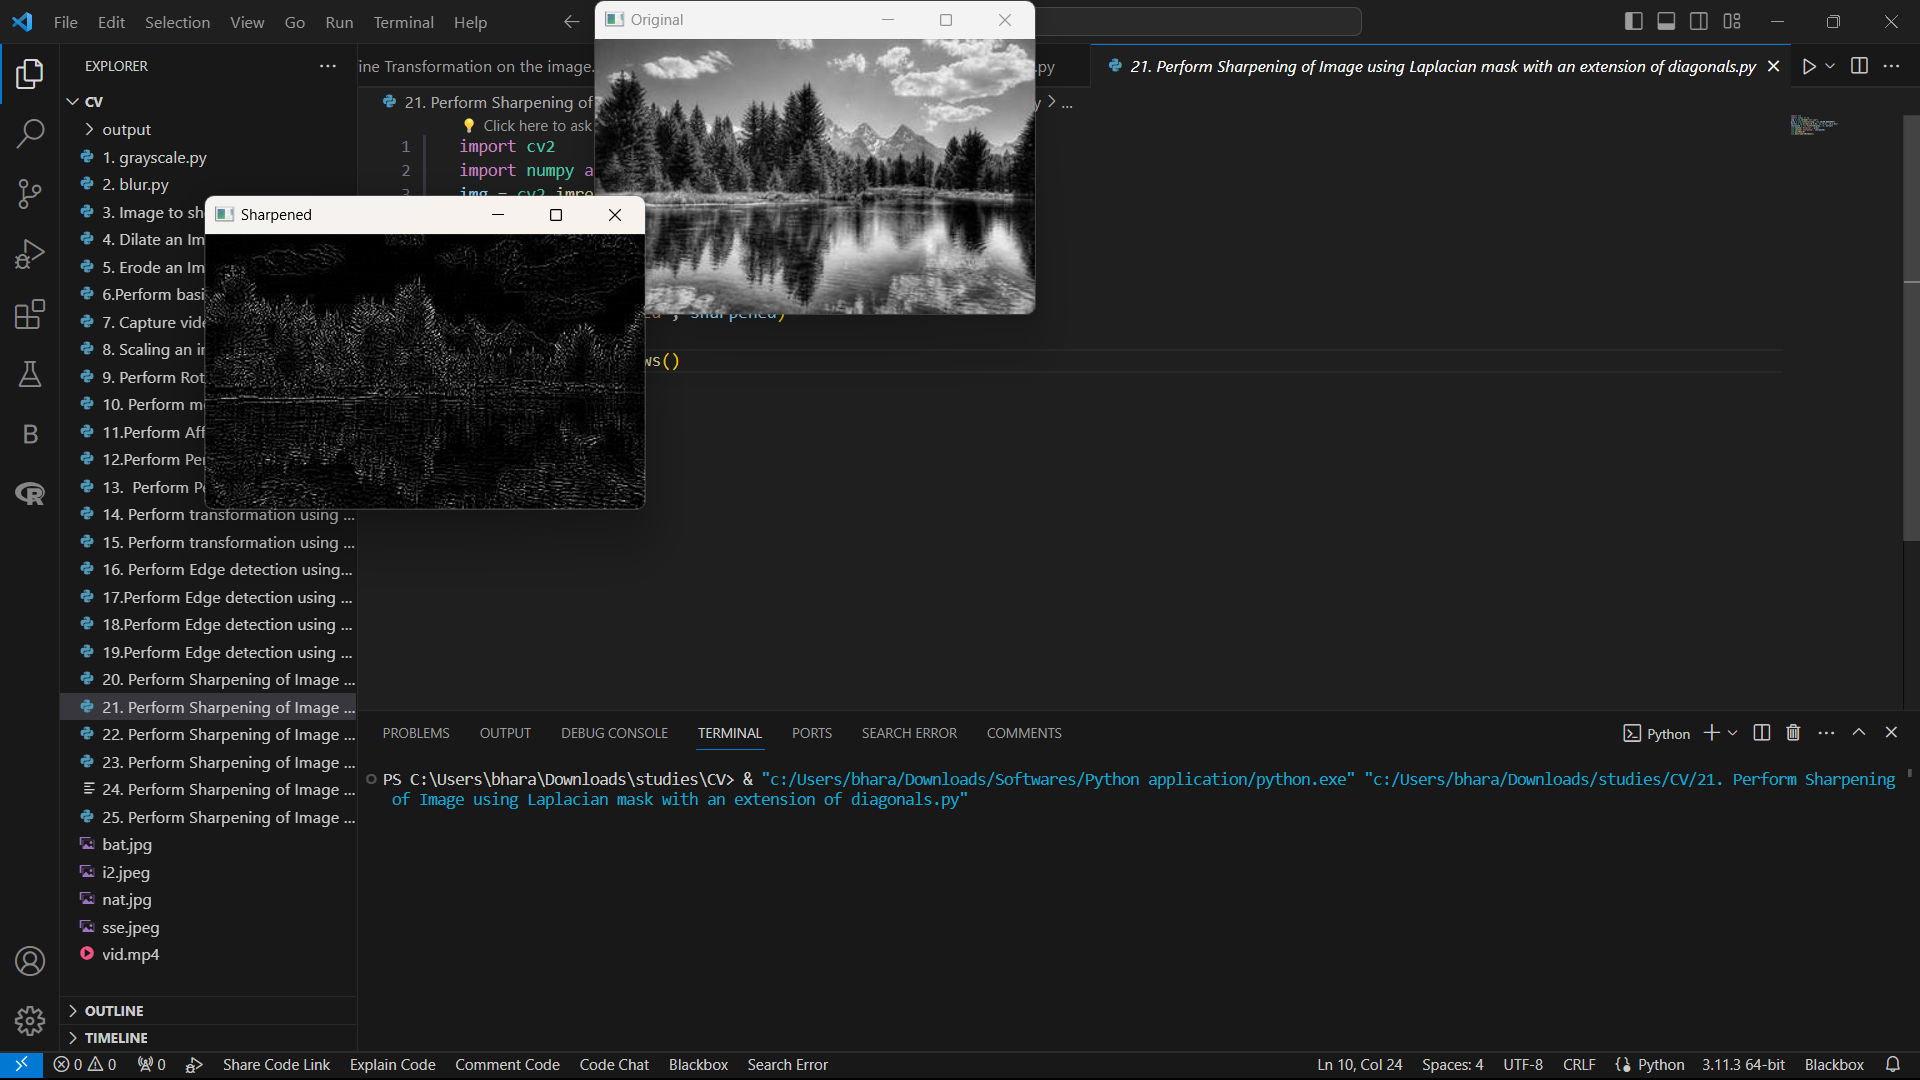 File Edit Selection View Go Run Terminal Help
Original
EXPLORER
ine Transformation on the image.
py
21. Perform Sharpening of Image using Laplacian mask with an extension of diagonals.py
CV
21. Perform Sharpening of
...
output
Click here to ask
1. grayscale.py
1 import cv2
2. blur.py
2 import numpy a
3. Image to sh
Sharpened
4. Dilate an Im
5. Erode an Im
6.Perform basi
7. Capture vide
8. Scaling an i
ws()
9. Perform Rot
10. Perform m
11.Perform Aff
12.Perform Per
13. Perform P
14. Perform transformation using ...
15. Perform transformation using ...
16. Perform Edge detection using...
17.Perform Edge detection using ...
18.Perform Edge detection using ...
19.Perform Edge detection using ...
20. Perform Sharpening of Image ...
21. Perform Sharpening of Image ...
22. Perform Sharpening of Image ...
23. Perform Sharpening of Image ...
24. Perform Sharpening of Image ...
25. Perform Sharpening of Image ...
bat.jpg
i2.jpeg
nat.jpg
sse.jpeg
vid.mp4
OUTLINE
TIMELINE
PROBLEMS OUTPUT DEBUG CONSOLE TERMINAL PORTS SEARCH ERROR COMMENTS
Python
PS C:\Users\bhara\Downloads\studies\CV> & "c:/Users/bhara/Downloads/Softwares/Python application/python.exe" "c:/Users/bhara/Downloads/studies/CV/21. Perform Sharpening
of Image using Laplacian mask with an extension of diagonals.py"
0 0 0 Share Code Link Explain Code Comment Code Code Chat Blackbox Search Error
Ln 10, Col 24 Spaces: 4 UTF-8 CRLF Python 3.11.3 64-bit Blackbox